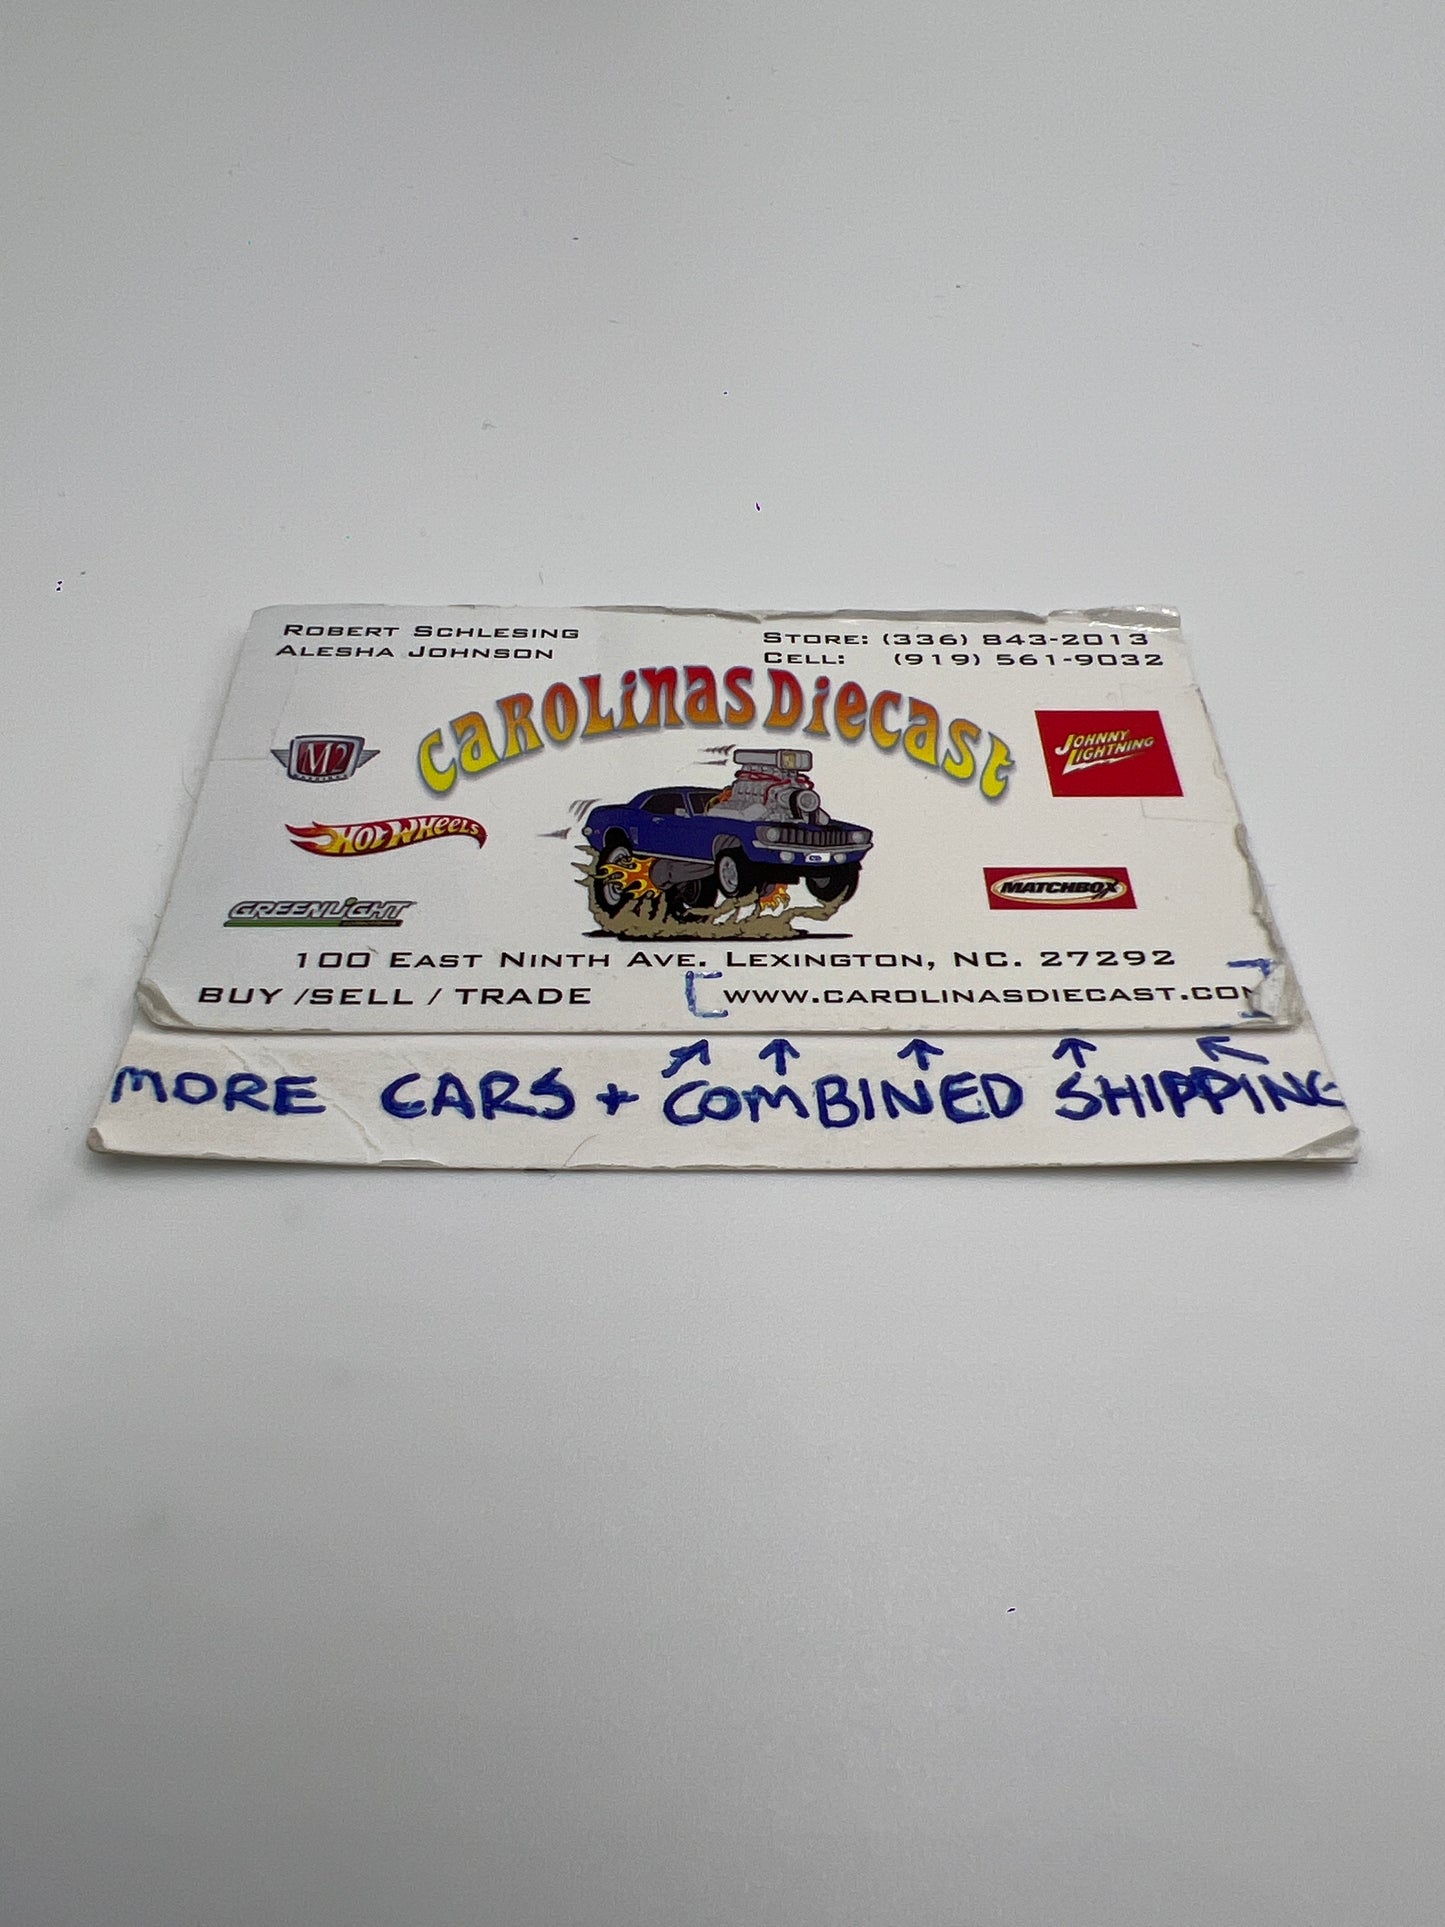 ROBERT SCHLESING
ALESHA JOHNSON
STORE: (336) 843-2013
CELL: (919) 561-9032
CAROLINAS DIECAST
M2
JOHNNY
LIGHTNING
HOT WHEELS
MATCHBOX
GREENLIGHT
100 EAST NINTH AVE. LEXINGTON, NC. 27292
BUY /SELL / TRADE [WWW.CAROLINASDIECAST.COM]
↗ ↑ ↑ ↑ ↖
MORE CARS + COMBINED SHIPPING